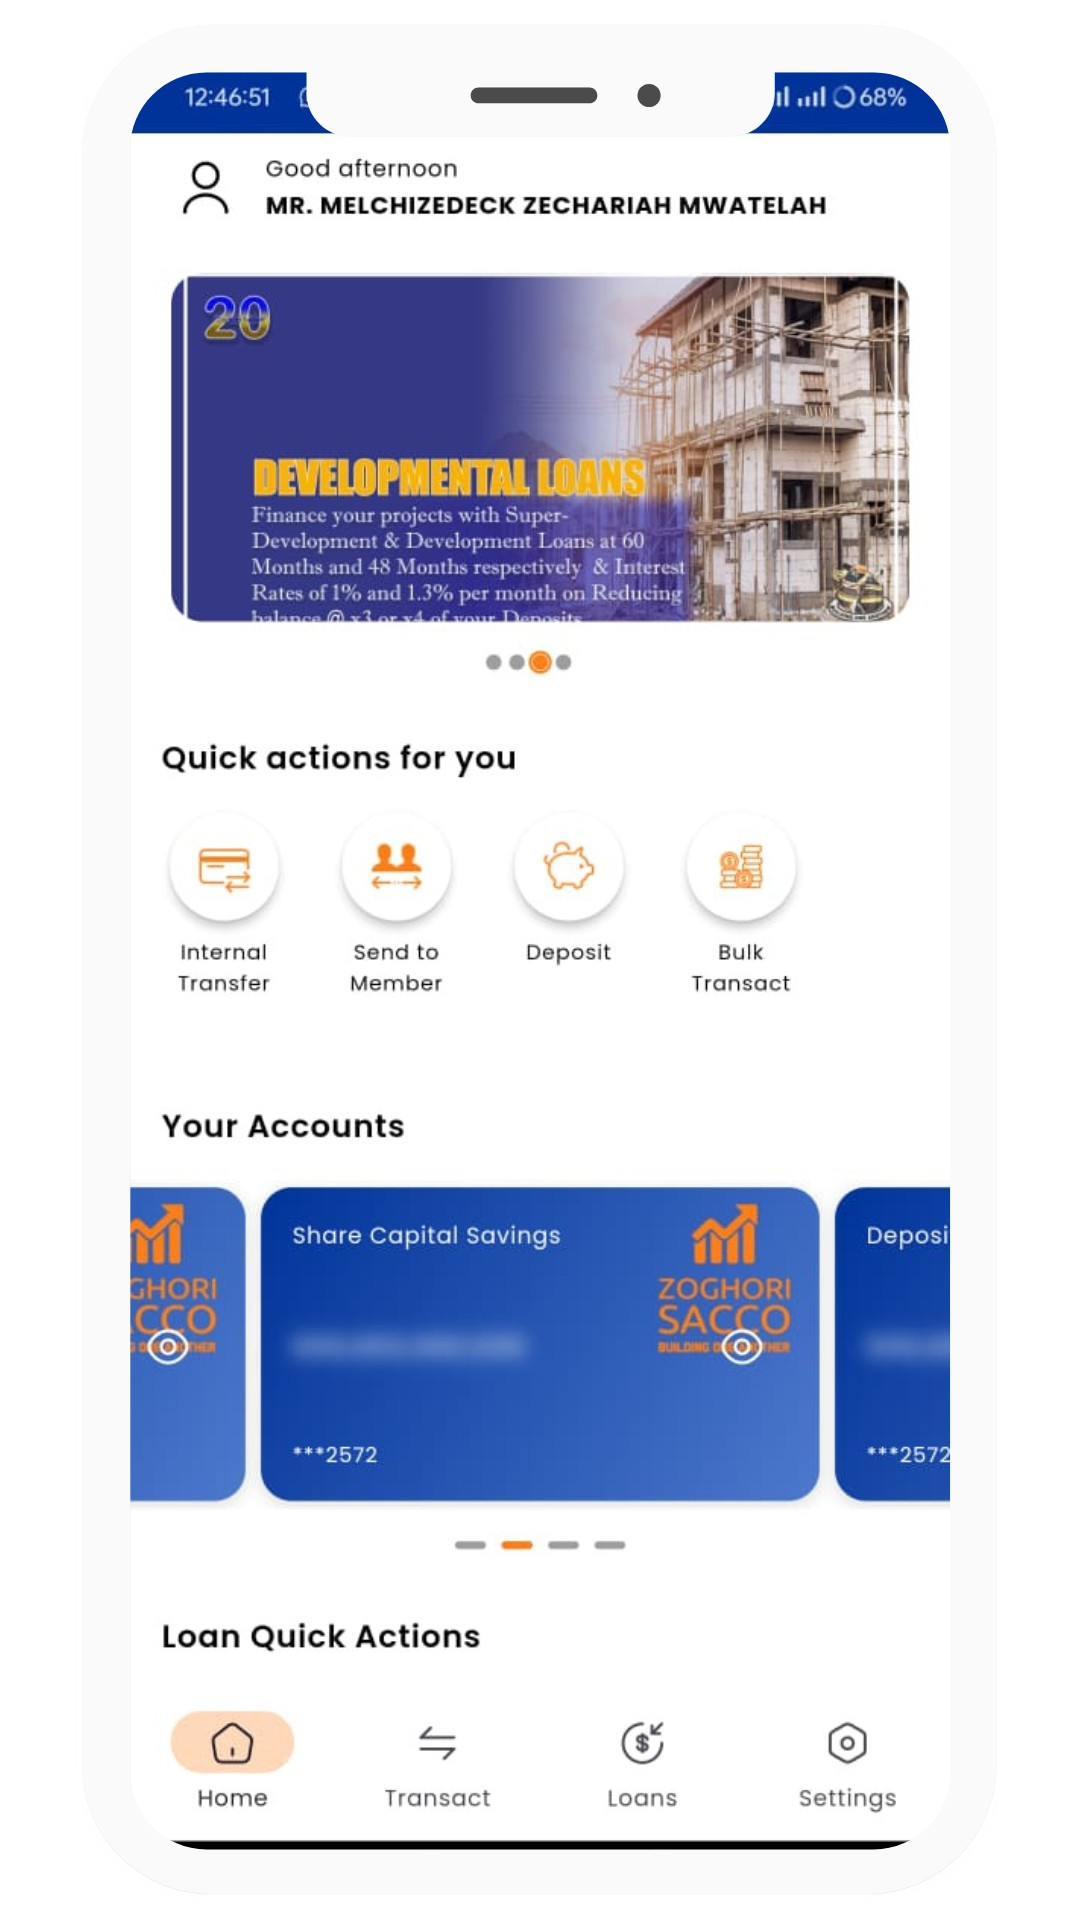 12:46:51
68%
Good afternoon
MR. MELCHIZEDECK ZECHARIAH MWATELAH
20
DEVELOPMENTAL LOANS
Finance your projects with Super-
Development & Development Loans at 60
Months and 48 Months respectively & Interest
Rates of 1% and 1.3% per month on Reducing
balance @ x3 or x4 of your Deposits
Quick actions for you
Internal Transfer
Send to Member
Deposit
Bulk Transact
Your Accounts
GHORI
CCO
Share Capital Savings
ZOGHORI
SACCO
BUILDING
***2572
Deposi
***2572
Loan Quick Actions
Home
Transact
Loans
Settings